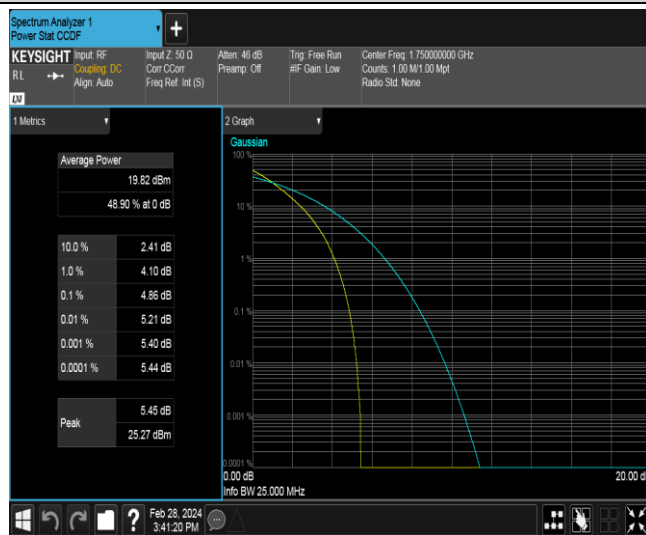 Spectrum Analyzer 1
Power Stat CCDF
+
KEYSIGHT
RL
LXI
Input: RF
Coupling: DC
Align: Auto
Input Z: 50 Ω
Corr CCorr
Freq Ref: Int (S)
Atten: 46 dB
Preamp: Off
Trig: Free Run
#IF Gain: Low
Center Freq: 1.750000000 GHz
Counts: 1.00 M/1.00 Mpt
Radio Std: None
1 Metrics
Average Power
19.82 dBm
48.90 % at 0 dB
10.0 % 2.41 dB
1.0 % 4.10 dB
0.1 % 4.86 dB
0.01 % 5.21 dB
0.001 % 5.40 dB
0.0001 % 5.44 dB
Peak
5.45 dB
25.27 dBm
2 Graph
Gaussian
100 %
10 %
1 %
0.1 %
0.01 %
0.001 %
0.0001 %
0.00 dB
20.00 d
Info BW 25.000 MHz
?
Feb 28, 2024
3:41:20 PM